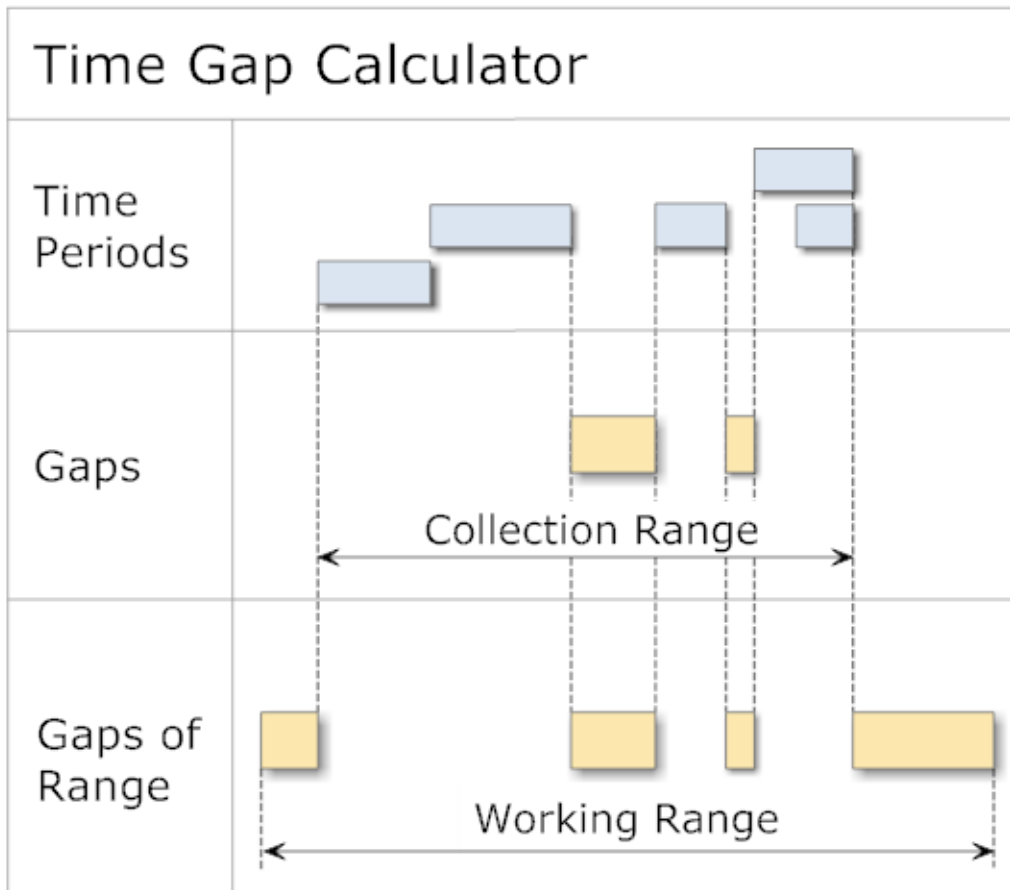 Time Gap Calculator
Time
Periods
Gaps
Collection Range
Gaps of
Range
Working Range